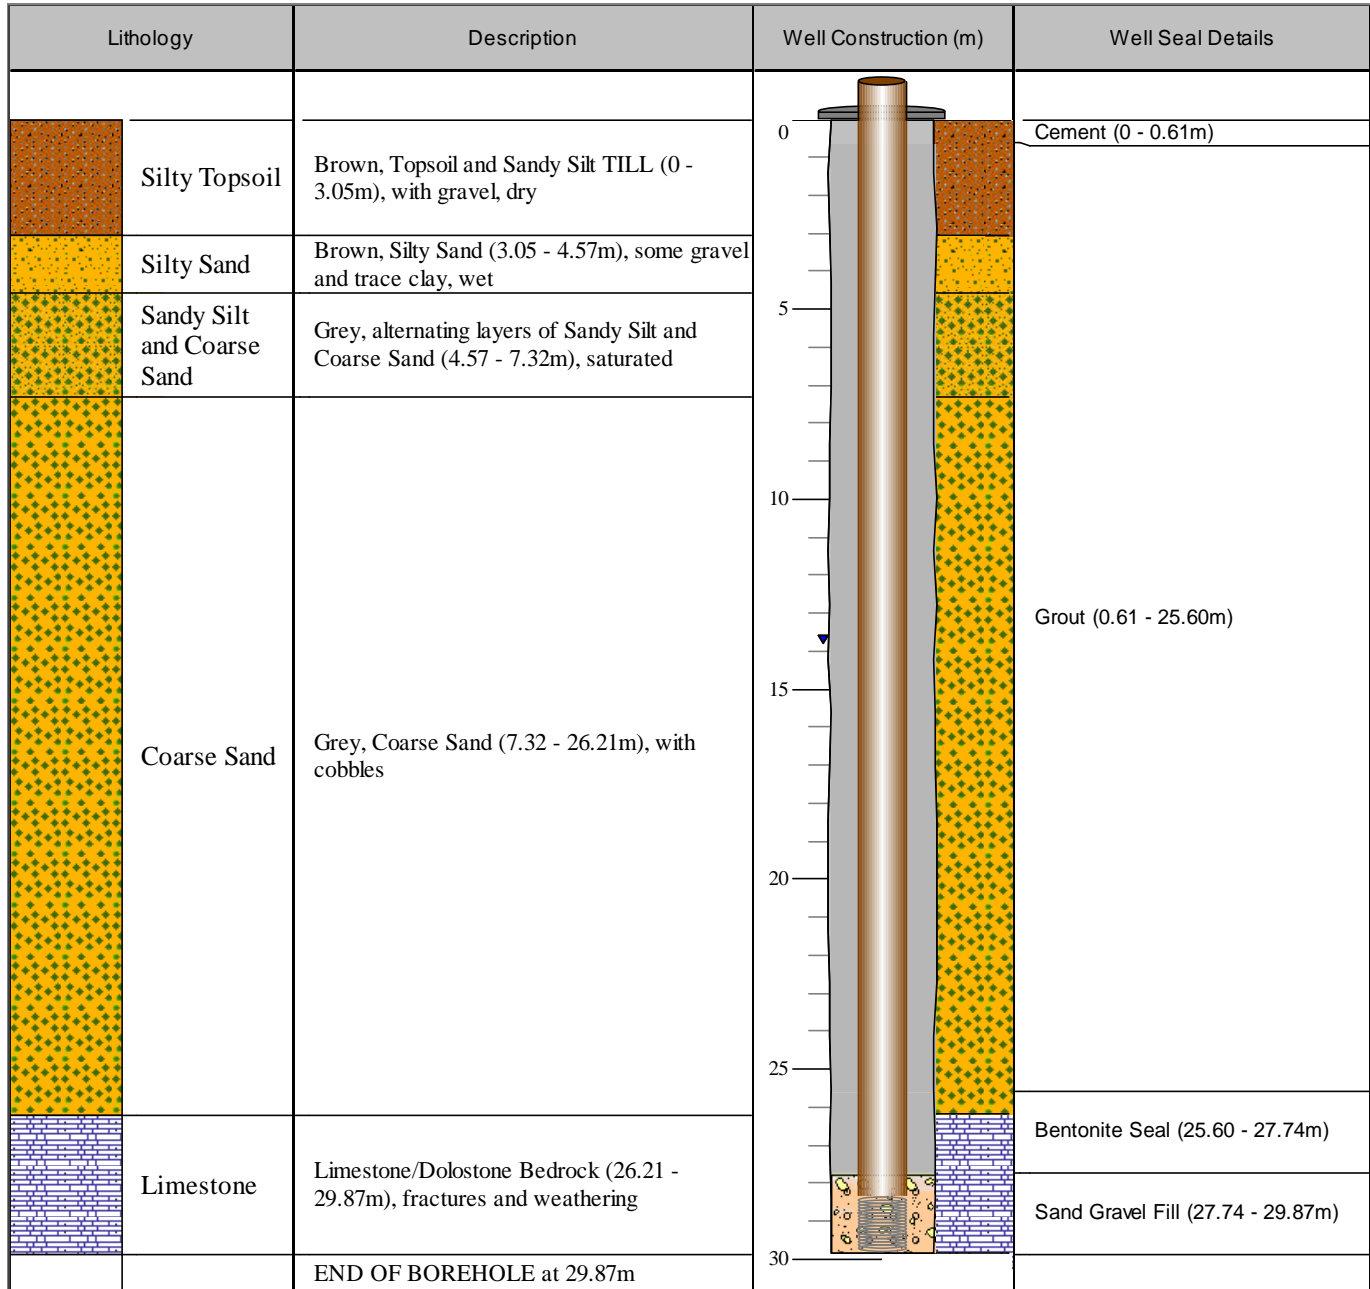 Lithology
Description
Well Construction (m)
Well Seal Details
0
Cement (0 - 0.61m)
Silty Topsoil
Brown, Topsoil and Sandy Silt TILL (0 -
3.05m), with gravel, dry
Silty Sand
Brown, Silty Sand (3.05 - 4.57m), some gravel
and trace clay, wet
Sandy Silt
and Coarse
Sand
Grey, alternating layers of Sandy Silt and
Coarse Sand (4.57 - 7.32m), saturated
5
10
Grout (0.61 - 25.60m)
15
Coarse Sand
Grey, Coarse Sand (7.32 - 26.21m), with
cobbles
20
25
Bentonite Seal (25.60 - 27.74m)
Limestone
Limestone/Dolostone Bedrock (26.21 -
29.87m), fractures and weathering
Sand Gravel Fill (27.74 - 29.87m)
30
END OF BOREHOLE at 29.87m